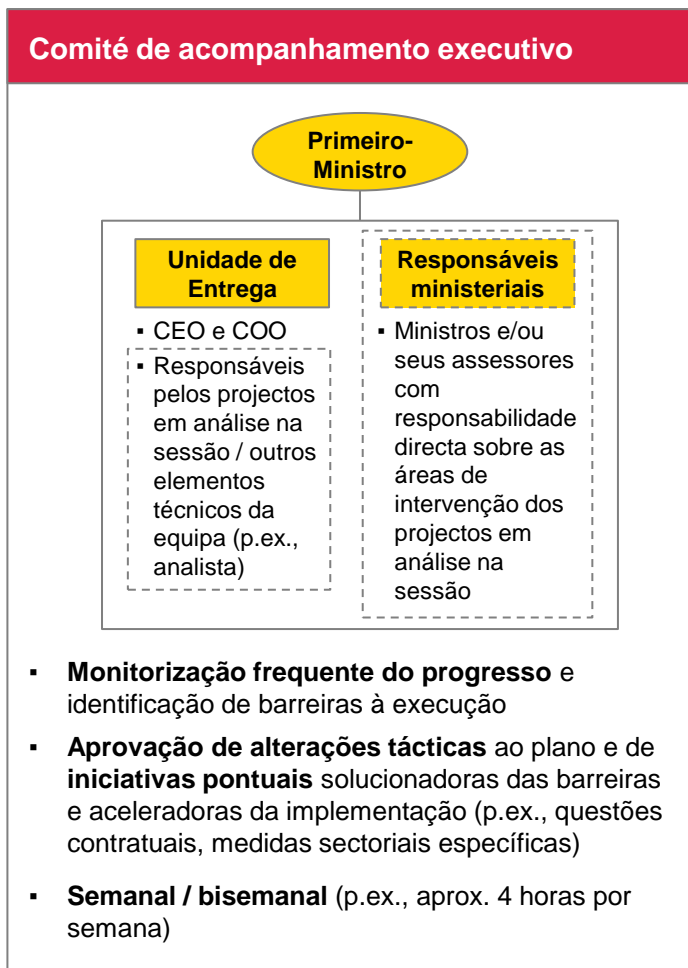 Comité de acompanhamento executivo
Primeiro-
Ministro
Unidade de
Entrega
▪ CEO e COO
▪ Responsáveis
pelos projectos
em análise na
sessão / outros
elementos
técnicos da
equipa (p.ex.,
analista)
Responsáveis
ministeriais
▪ Ministros e/ou
seus assessores
com
responsabilidade
directa sobre as
áreas de
intervenção dos
projectos em
análise na
sessão
▪ Monitorização frequente do progresso e
identificação de barreiras à execução
▪ Aprovação de alterações tácticas ao plano e de
iniciativas pontuais solucionadoras das barreiras
e aceleradoras da implementação (p.ex., questões
contratuais, medidas sectoriais específicas)
▪ Semanal / bisemanal (p.ex., aprox. 4 horas por
semana)